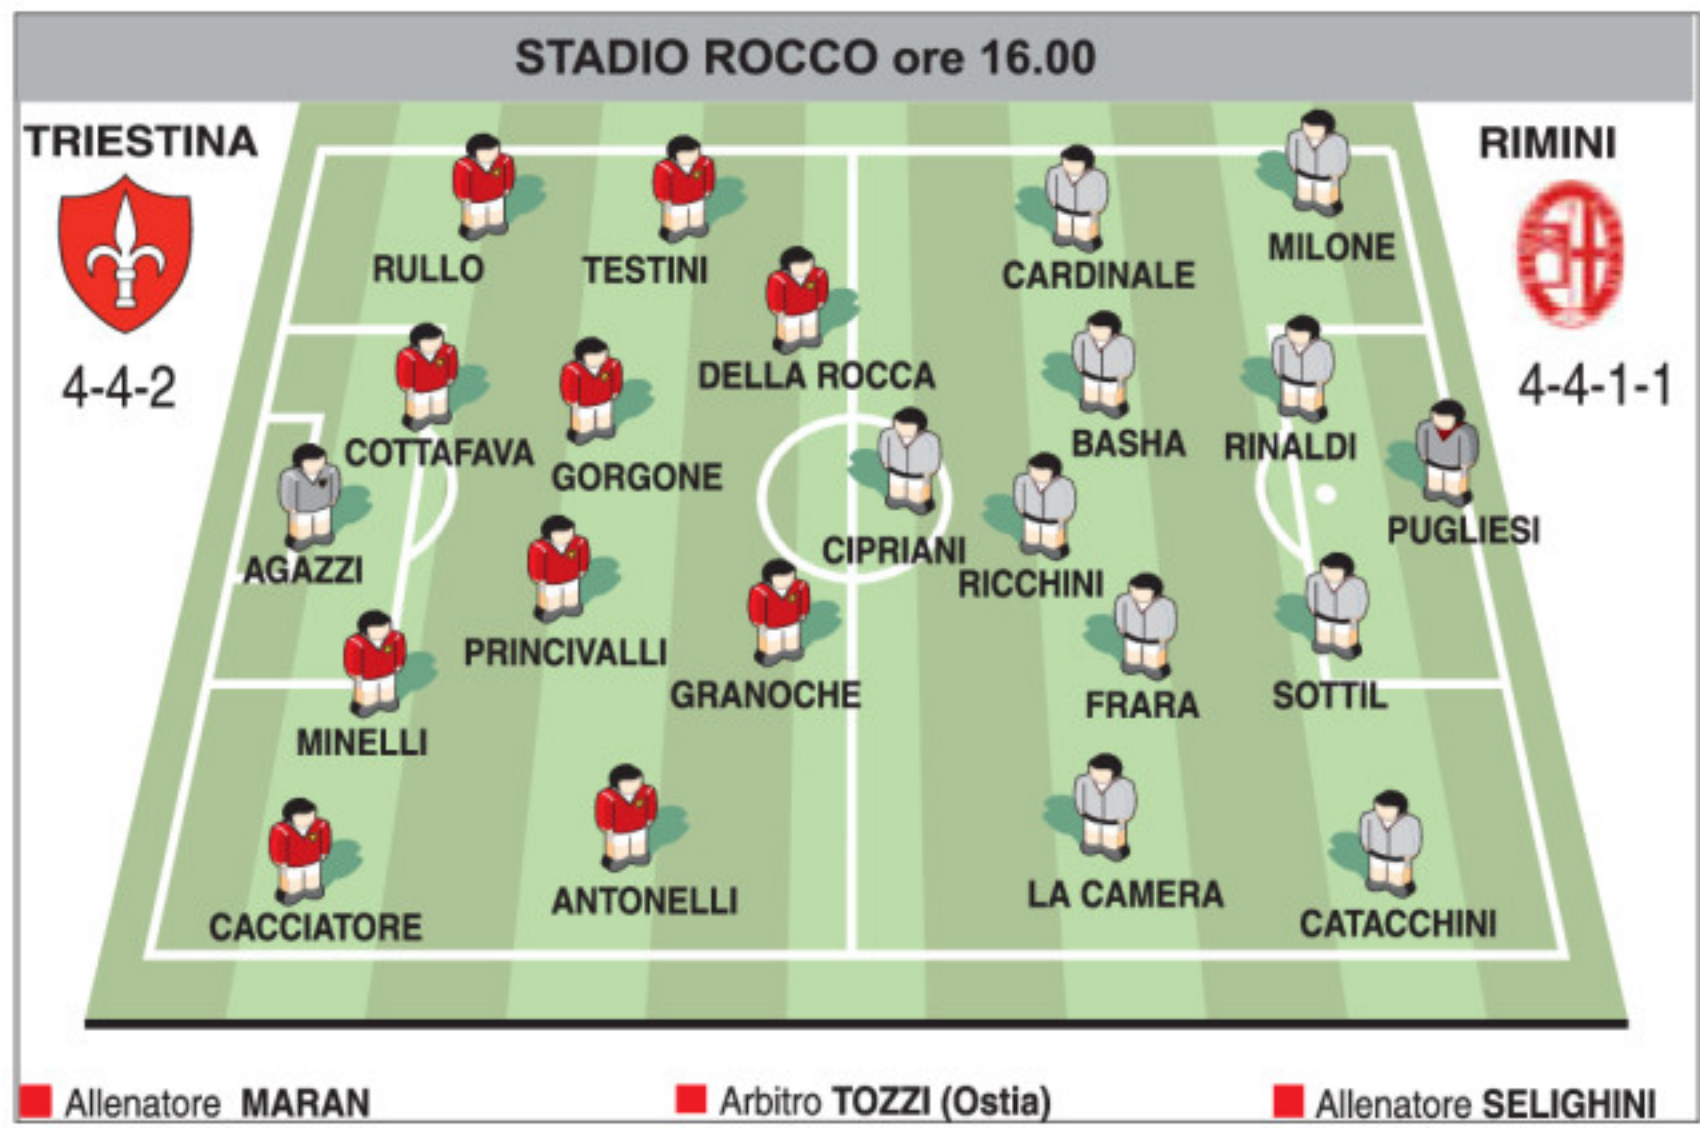 STADIO ROCCO ore 16.00
TRIESTINA
RIMINI
4-4-2
4-4-1-1
RULLO
TESTINI
CARDINALE
MILONE
DELLA ROCCA
COTTAFAVA
GORGONE
BASHA
RINALDI
AGAZZI
CIPRIANI
RICCHINI
PUGLIESI
PRINCIVALLI
GRANOCHE
FRARA
SOTTIL
MINELLI
CACCIATORE
ANTONELLI
LA CAMERA
CATACCHINI
Allenatore MARAN
Arbitro TOZZI (Ostia)
Allenatore SELIGHINI